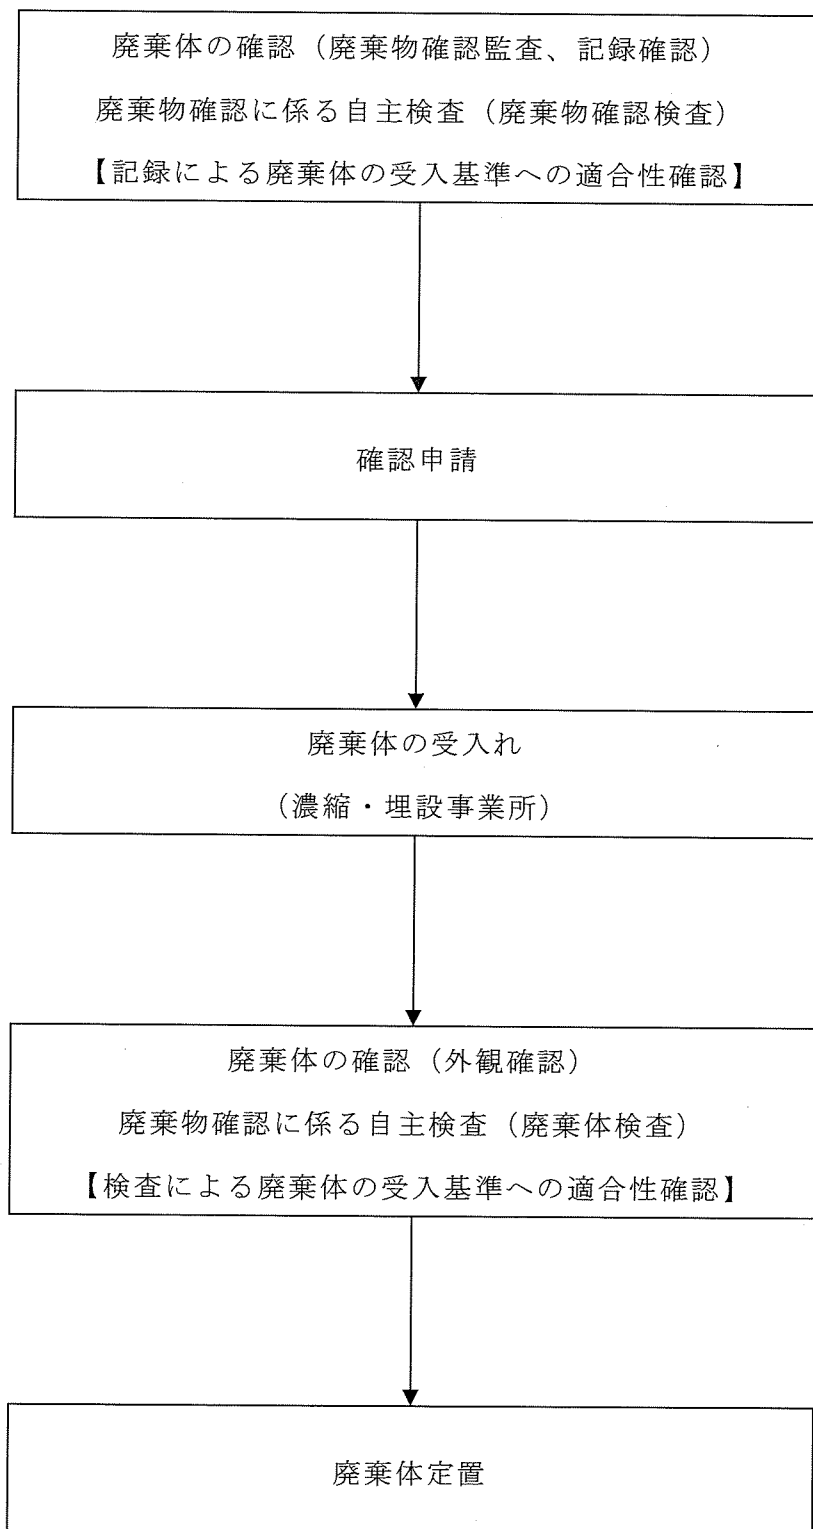 廃棄体の確認（廃棄物確認監査、記録確認）
廃棄物確認に係る自主検査（廃棄物確認検査）
【記録による廃棄体の受入基準への適合性確認】
確認申請
廃棄体の受入れ
（濃縮・埋設事業所）
廃棄体の確認（外観確認）
廃棄物確認に係る自主検査（廃棄体検査）
【検査による廃棄体の受入基準への適合性確認】
廃棄体定置